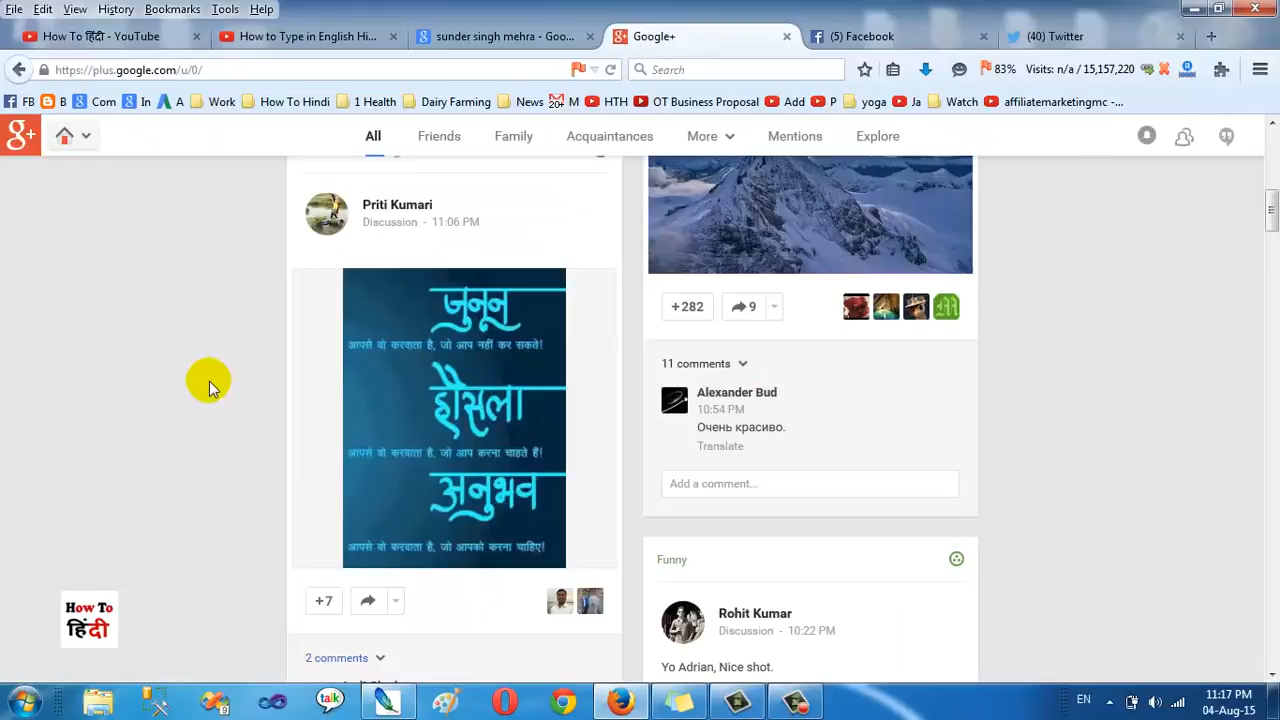 File Edit View History Bookmarks Tools Help
How To हिंदी - YouTube
How to Type in English Hi...
sunder singh mehra - Goo...
Google+
(5) Facebook
(40) Twitter
https://plus.google.com/u/0/
Search
83% Visits: n/a / 15,157,220
FB B Com In A Work How To Hindi 1 Health Dairy Farming News M HTH OT Business Proposal Add P yoga Ja Watch affiliatemarketingmc -...
All Friends Family Acquaintances More Mentions Explore
Priti Kumari
Discussion - 11:06 PM
जुनून
आपसे वो करवाता है, जो आप नहीं कर सकते!
हौसला
आपसे वो करवाता है, जो आप करना चाहते हैं!
अनुभव
आपसे वो करवाता है, जो आपको करना चाहिए!
+7
2 comments
+282
9
11 comments
Alexander Bud
10:54 PM
Очень красиво.
Translate
Add a comment...
Funny
Rohit Kumar
Discussion - 10:22 PM
Yo Adrian, Nice shot.
How To
हिंदी
talk
EN
11:17 PM
04-Aug-15